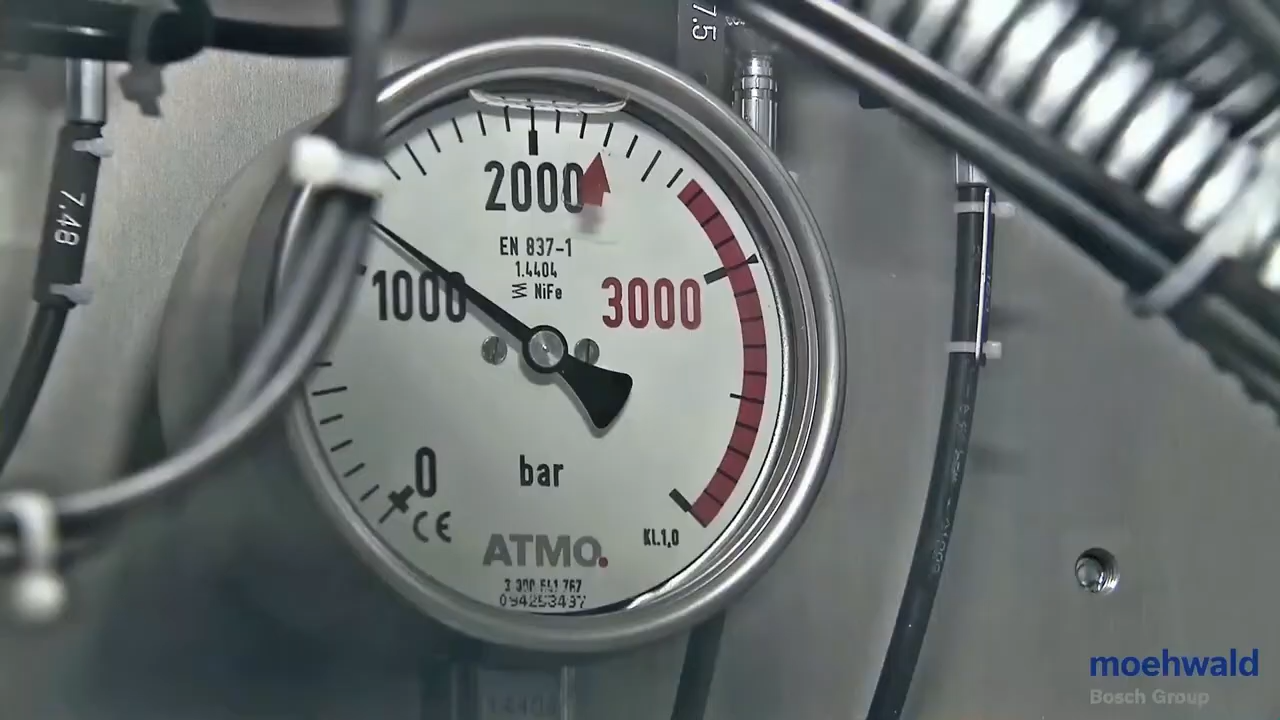 7.5
7.48
2000
EN 837-1
1.4404
NiFe
1000
3000
0
bar
CE
ATMO.
KL.1,0
094253437
moehwald
Bosch Group